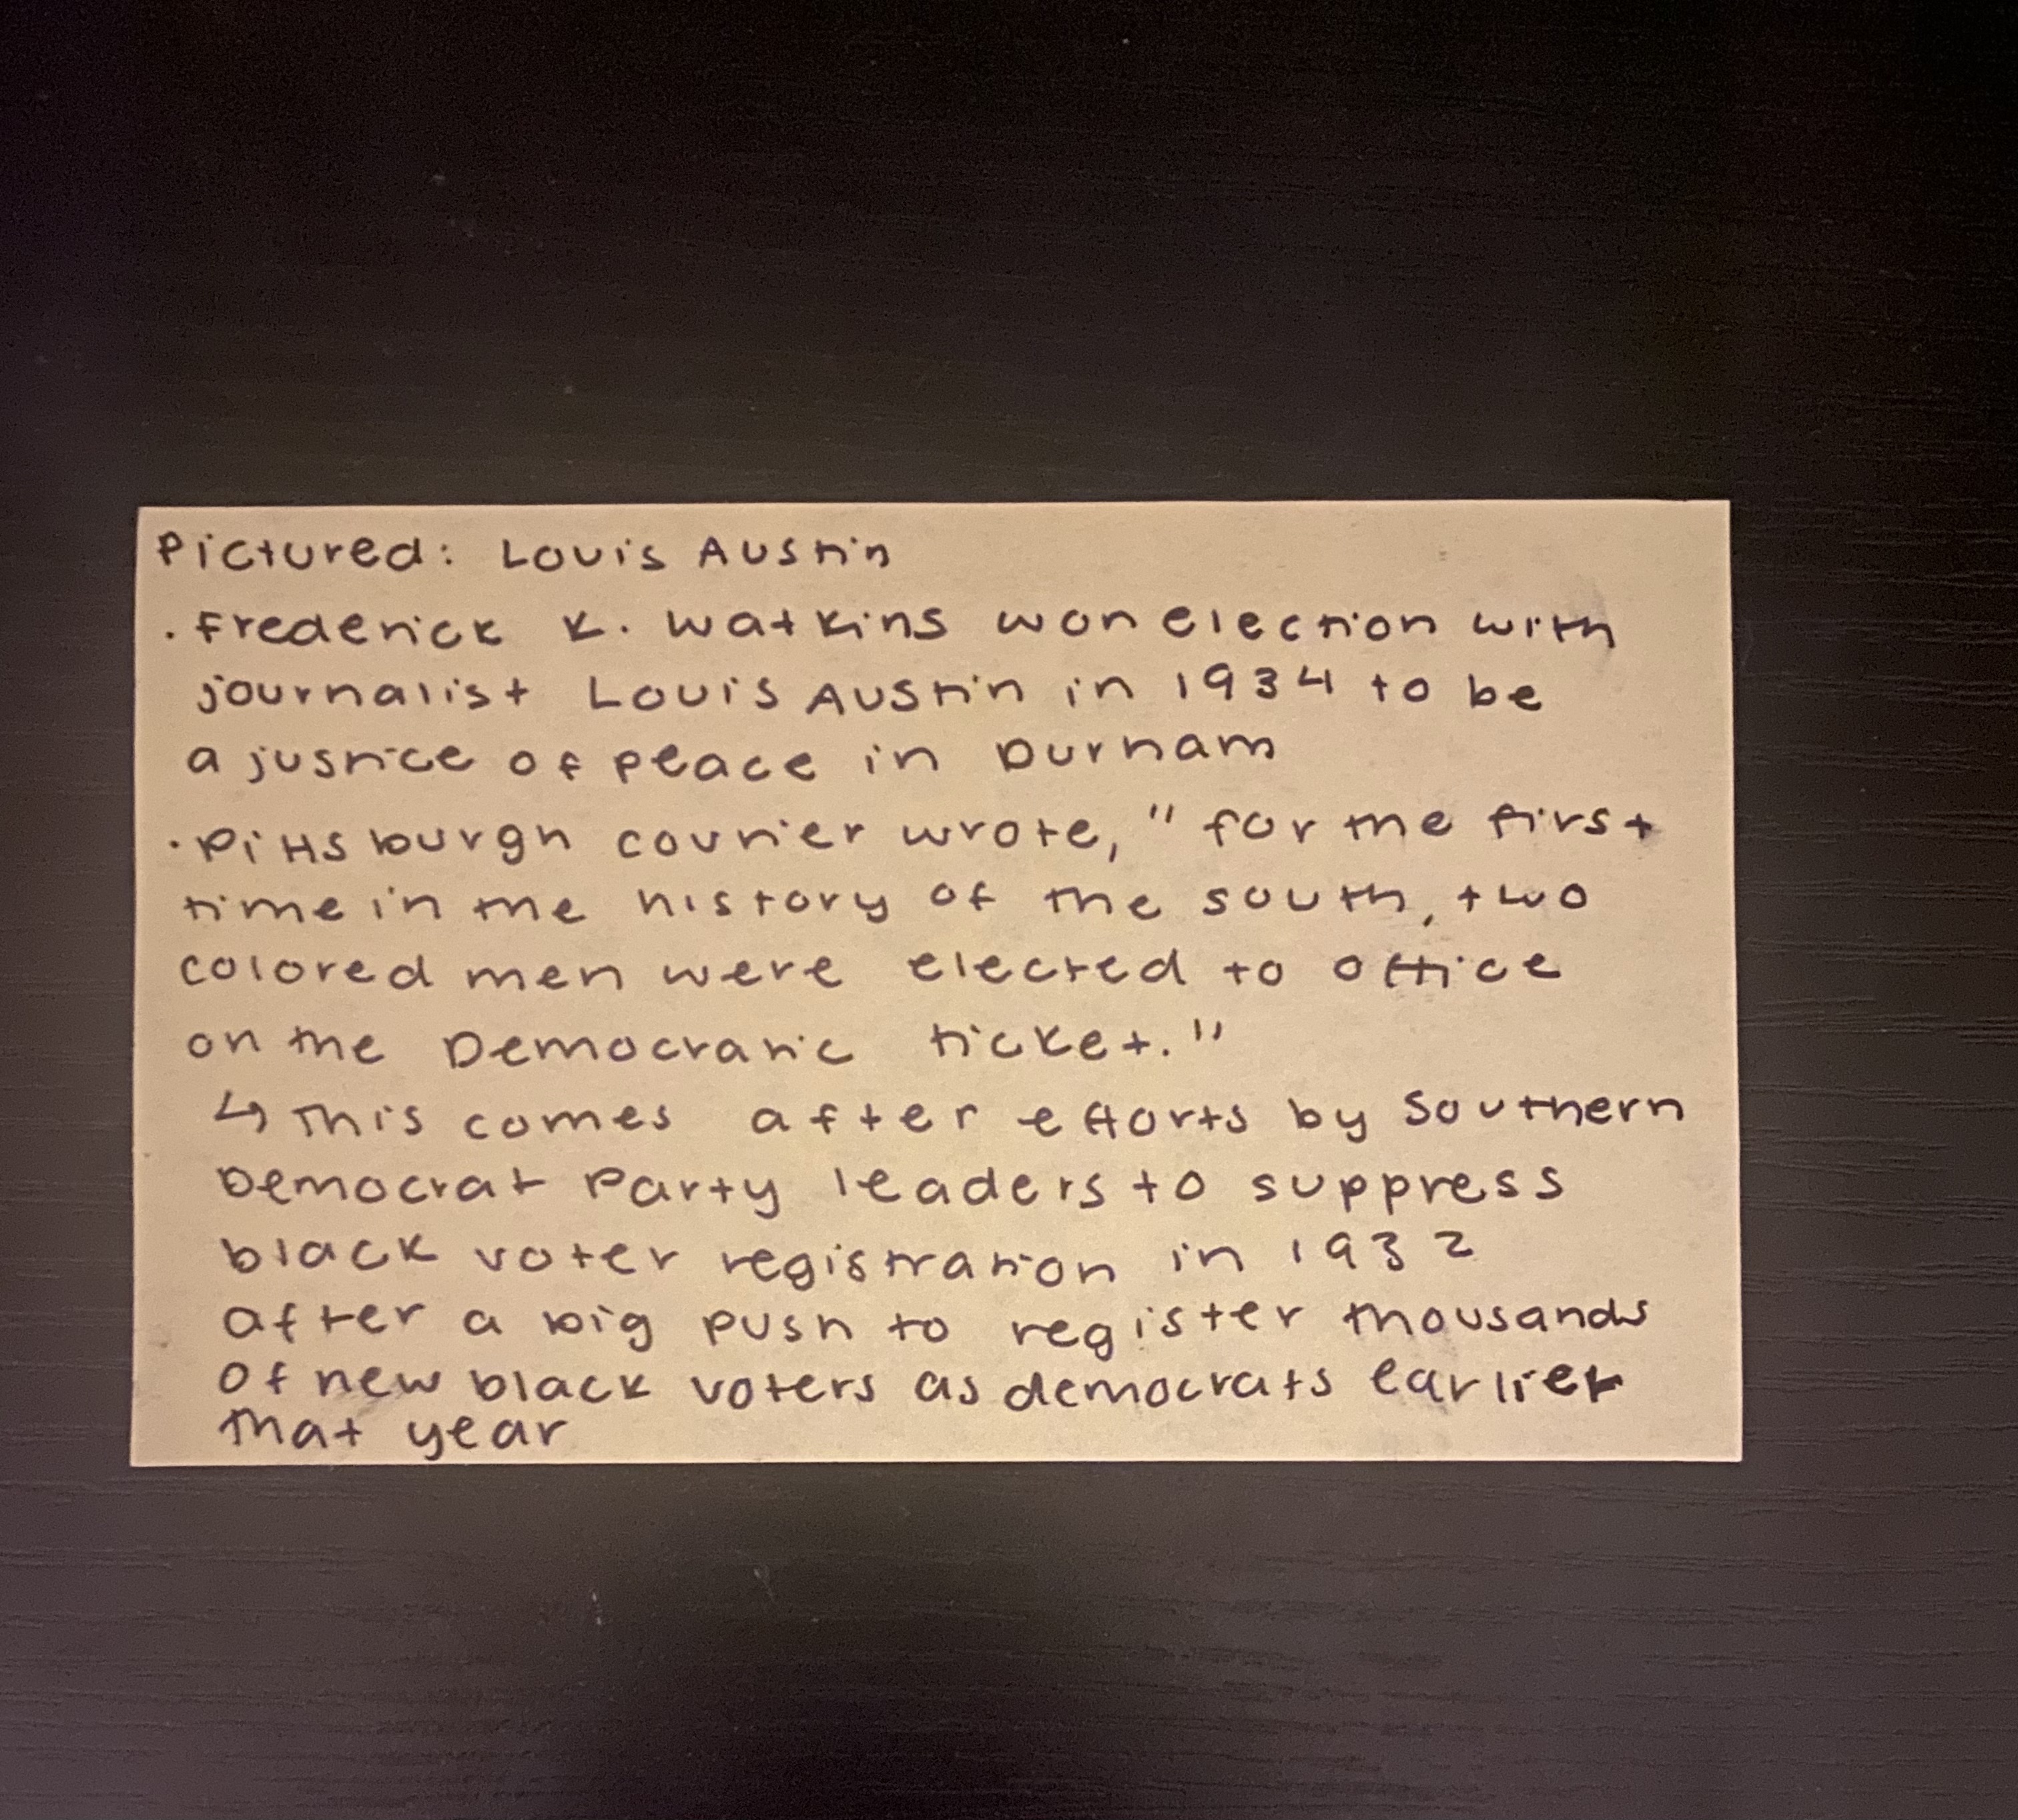 Pictured: Louis Austin
· Frederick K. Watkins won election with
journalist Louis Austin in 1934 to be
a justice of peace in Durham
· Pittsburgh courier wrote, "for the first
time in the history of the south, two
colored men were elected to office
on the Democratic ticket."
↳ This comes after efforts by Southern
Democrat Party leaders to suppress
black voter registration in 1932
after a big push to register thousands
of new black voters as democrats earlier
that year